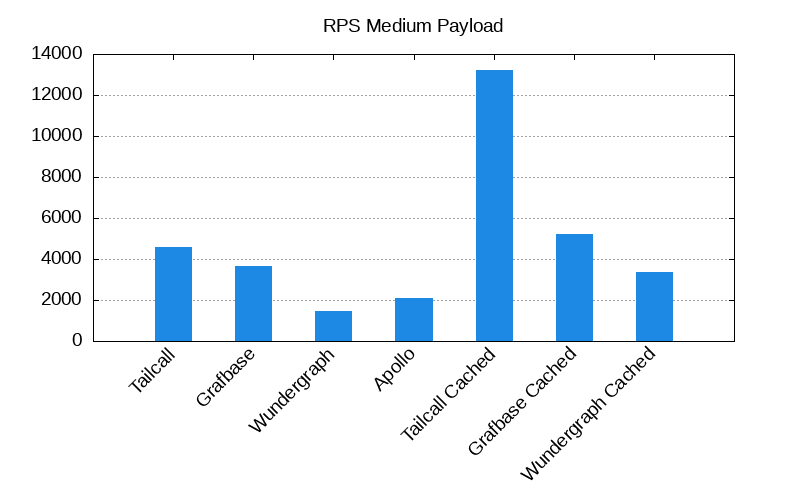 RPS Medium Payload
14000
12000
10000
8000
6000
4000
2000
0
Tailcall
Grafbase
Wundergraph
Apollo
Tailcall Cached
Grafbase Cached
Wundergraph Cached